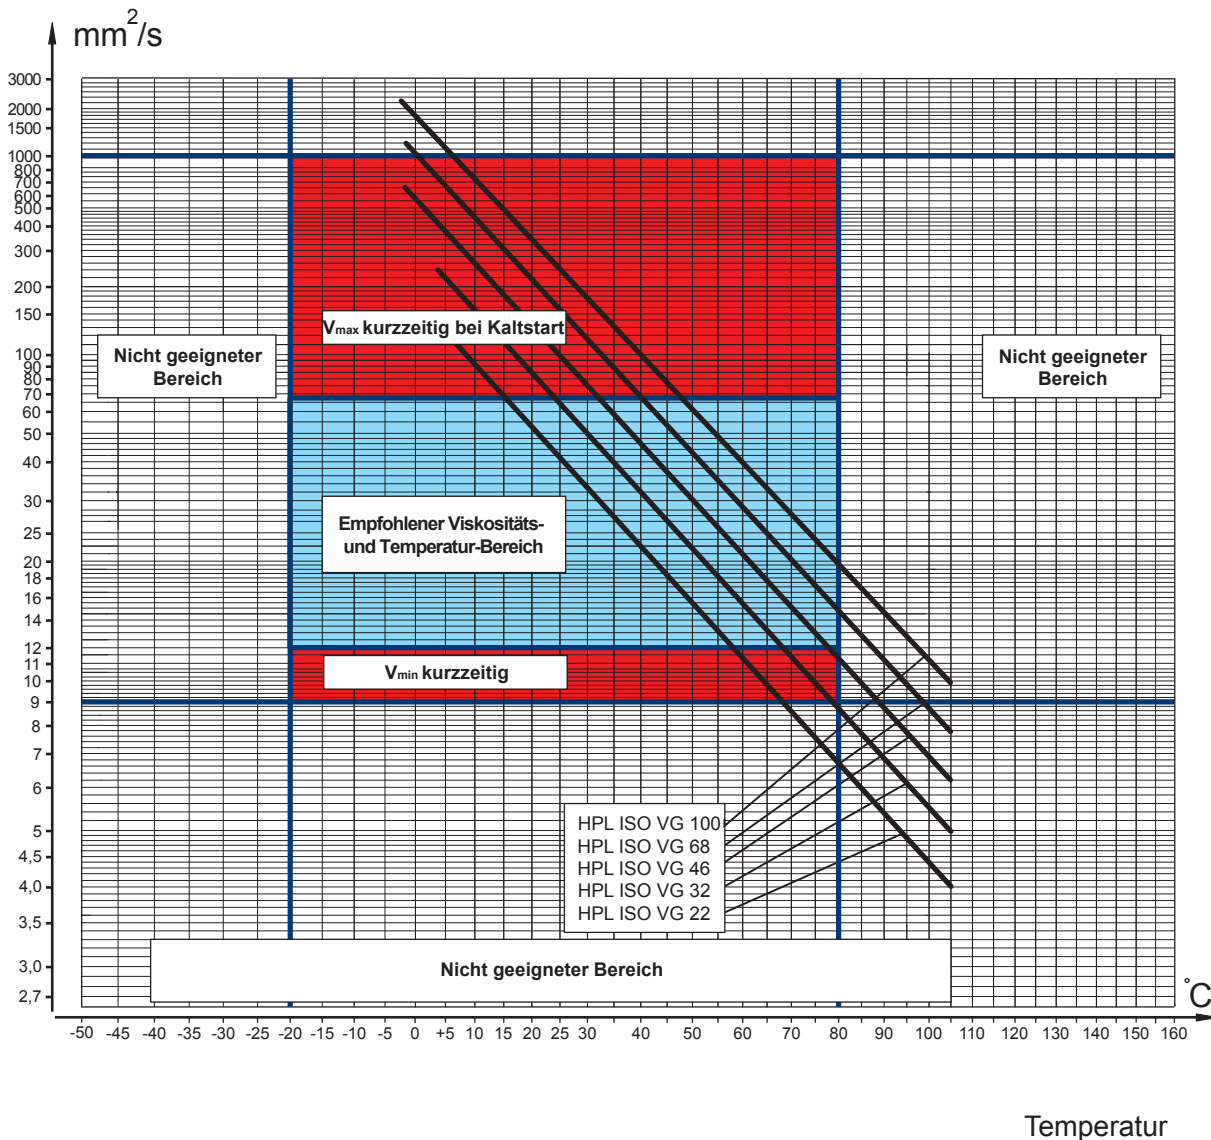 mm2/s
3000
2000
1500
1000
800
700
600
500
400
300
200
150
100
90
80
70
60
50
40
30
25
20
18
16
14
12
11
10
9
8
7
6
5
4,5
4,0
3,5
3,0
2,7
Vmax kurzzeitig bei Kaltstart
Nicht geeigneter
Bereich
Nicht geeigneter
Bereich
Empfohlener Viskositäts-
und Temperatur-Bereich
Vmin kurzzeitig
HPL ISO VG 100
HPL ISO VG 68
HPL ISO VG 46
HPL ISO VG 32
HPL ISO VG 22
Nicht geeigneter Bereich
°C
-50 -45 -40 -35 -30 -25 -20 -15 -10 -5 0 +5 10 15 20 25 30 40 50 60 70 80 90 100 110 120 130 140 150 160
Temperatur